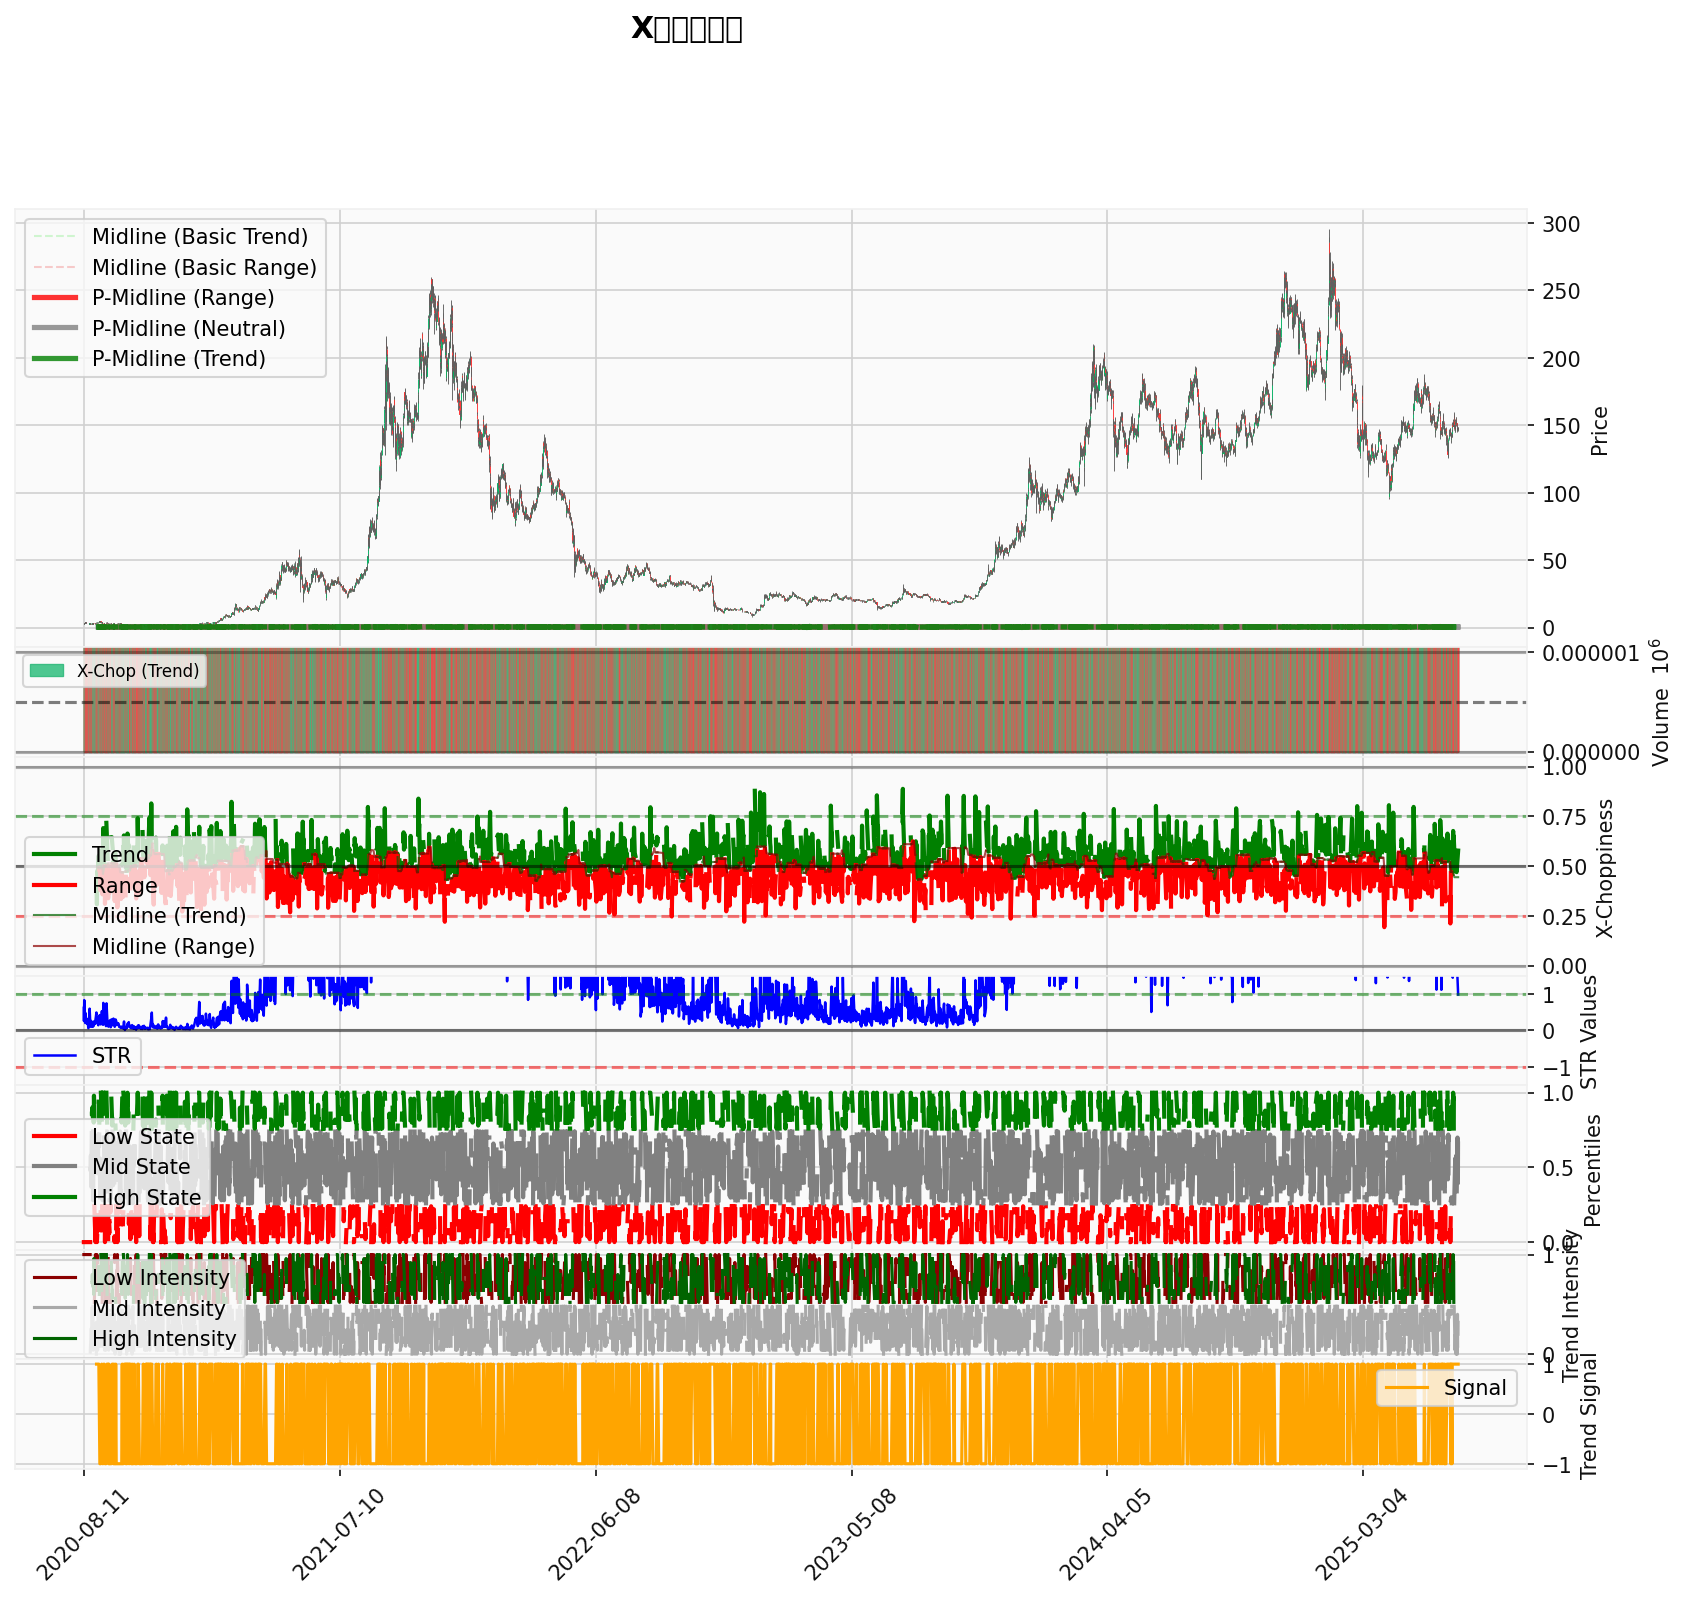 X
Midline (Basic Trend)
Midline (Basic Range)
P-Midline (Range)
P-Midline (Neutral)
P-Midline (Trend)
300
250
200
150
100
50
0
Price
X-Chop (Trend)
0.000001
0.000000
Volume 10^6
Trend
Range
Midline (Trend)
Midline (Range)
1.00
0.75
0.50
0.25
0.00
X-Choppiness
STR
1
0
−1
STR Values
Low State
Mid State
High State
1.0
0.5
0.0
Percentiles
Low Intensity
Mid Intensity
High Intensity
1
0
Trend Intensity
Signal
1
0
−1
Trend Signal
2020-08-11
2021-07-10
2022-06-08
2023-05-08
2024-04-05
2025-03-04